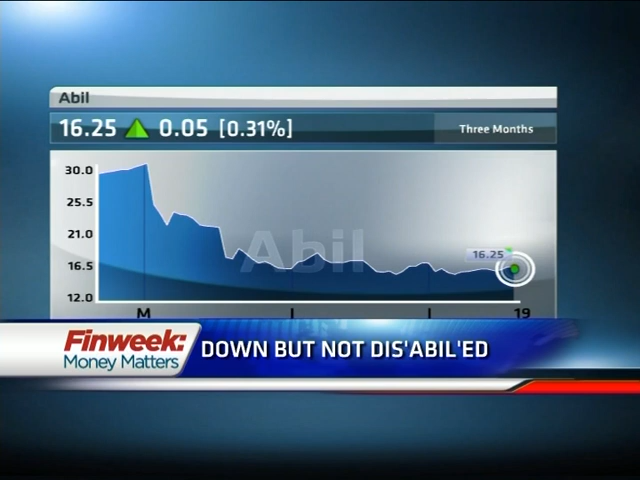 Abil
16.25 0.05 [0.31%]
Three Months
30.0
25.5
21.0
16.5
12.0
Abil
16.25
M
19
Finweek:
Money Matters
DOWN BUT NOT DIS'ABIL'ED